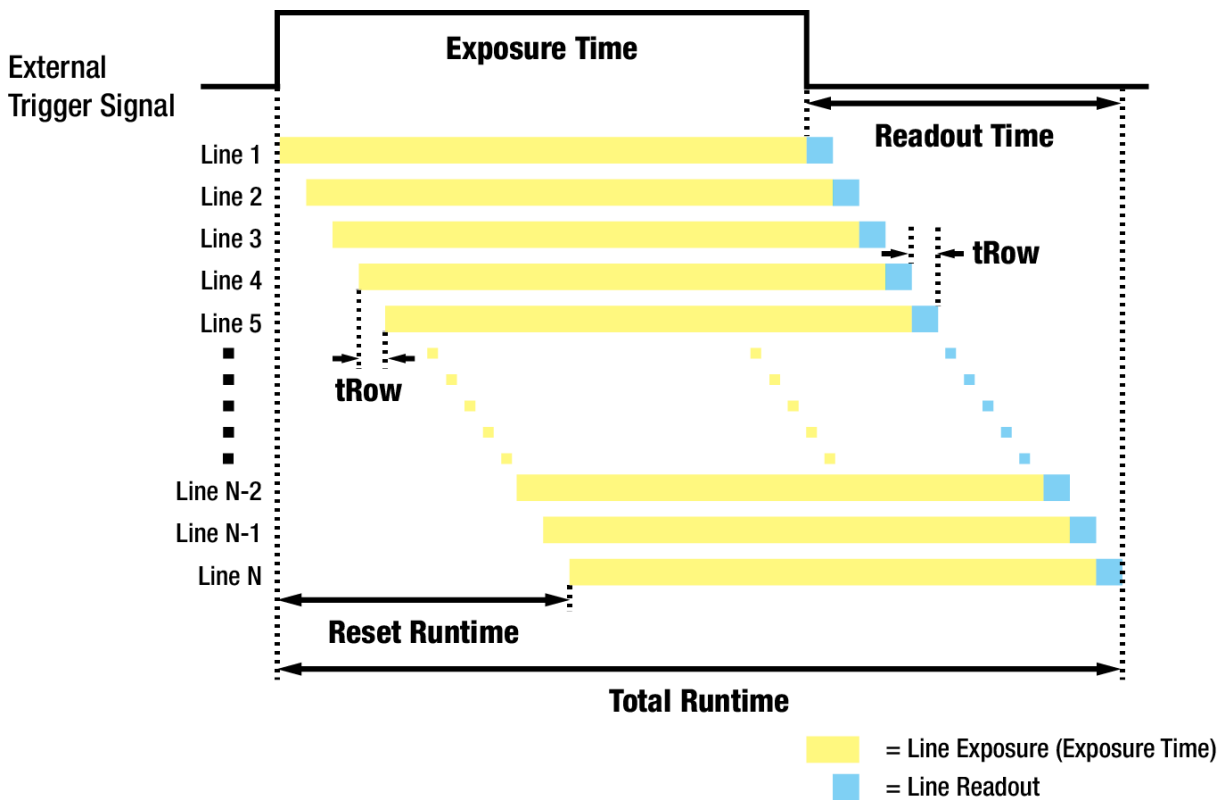 Exposure Time
External
Trigger Signal
Readout Time
Line 1
Line 2
Line 3
tRow
Line 4
Line 5
tRow
Line N-2
Line N-1
Line N
Reset Runtime
Total Runtime
= Line Exposure (Exposure Time)
= Line Readout